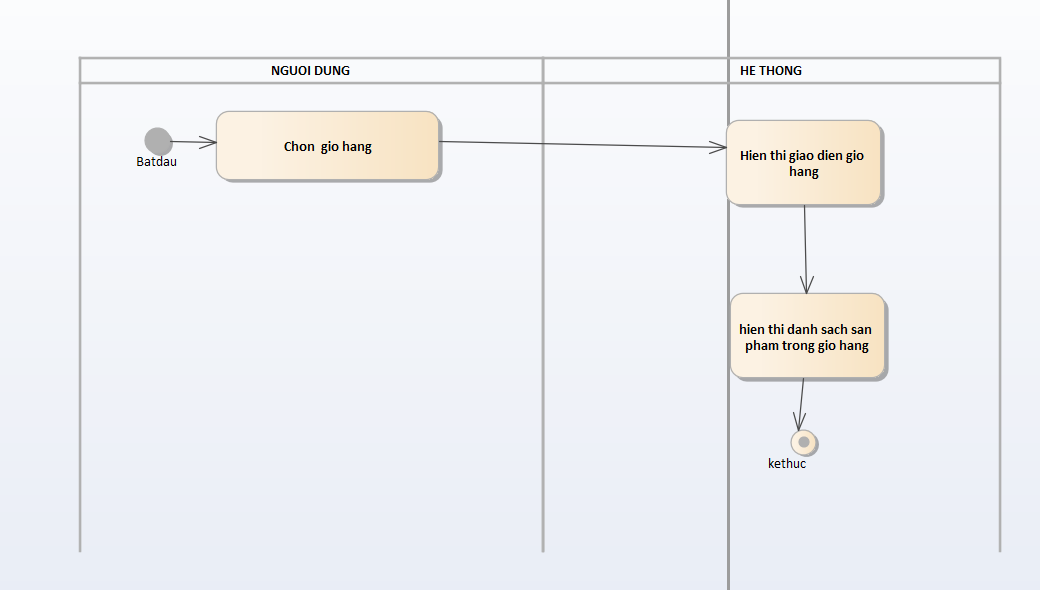 NGUOI DUNG
HE THONG
Batdau
Chon gio hang
Hien thi giao dien gio
hang
hien thi danh sach san
pham trong gio hang
kethuc